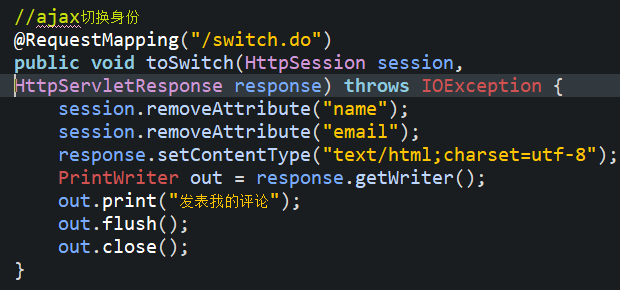 //ajax切换身份
@RequestMapping("/switch.do")
public void toSwitch(HttpSession session,
HttpServletResponse response) throws IOException {
    session.removeAttribute("name");
    session.removeAttribute("email");
    response.setContentType("text/html;charset=utf-8");
    PrintWriter out = response.getWriter();
    out.print("发表我的评论");
    out.flush();
    out.close();
}